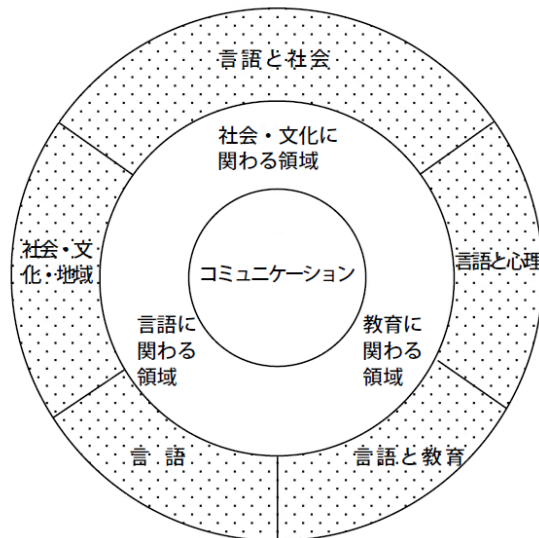 言語と社会
社会・文化に
関わる領域
社会・文
化・地域
コミュニケーション
言語と心理
言語に
関わる
領域
教育に
関わる
領域
言語
言語と教育